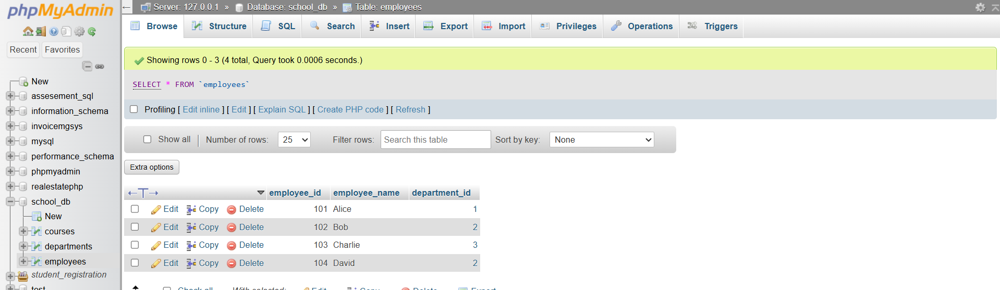 phpMyAdmin
Recent Favorites
New
assesement_sql
information_schema
invoicemgsys
mysql
performance_schema
phpmyadmin
realestatephp
school_db
New
courses
departments
employees
student_registration
test
Server: 127.0.0.1 » Database: school_db » Table: employees
Browse Structure SQL Search Insert Export Import Privileges Operations Triggers
Showing rows 0 - 3 (4 total, Query took 0.0006 seconds.)
SELECT * FROM `employees`
Profiling [ Edit inline ] [ Edit ] [ Explain SQL ] [ Create PHP code ] [ Refresh ]
Show all Number of rows: 25 Filter rows: Search this table Sort by key: None
Extra options
employee_id employee_name department_id
Edit Copy Delete 101 Alice 1
Edit Copy Delete 102 Bob 2
Edit Copy Delete 103 Charlie 3
Edit Copy Delete 104 David 2
Check all With selected: Edit Copy Delete Export